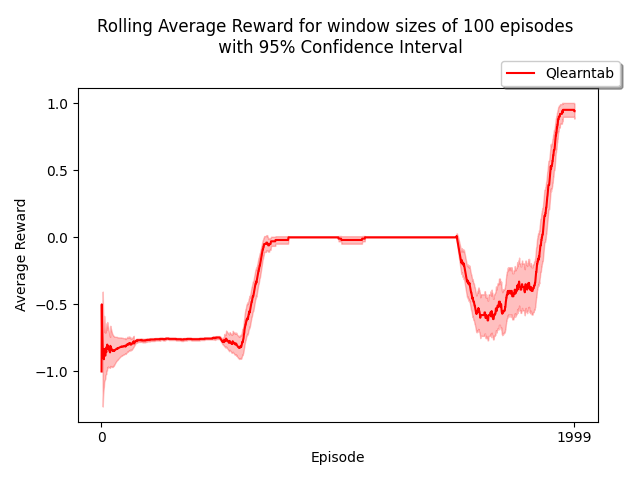 Rolling Average Reward for window sizes of 100 episodes
with 95% Confidence Interval
Qlearntab
1.0
0.5
0.0
−0.5
−1.0
Average Reward
0
1999
Episode